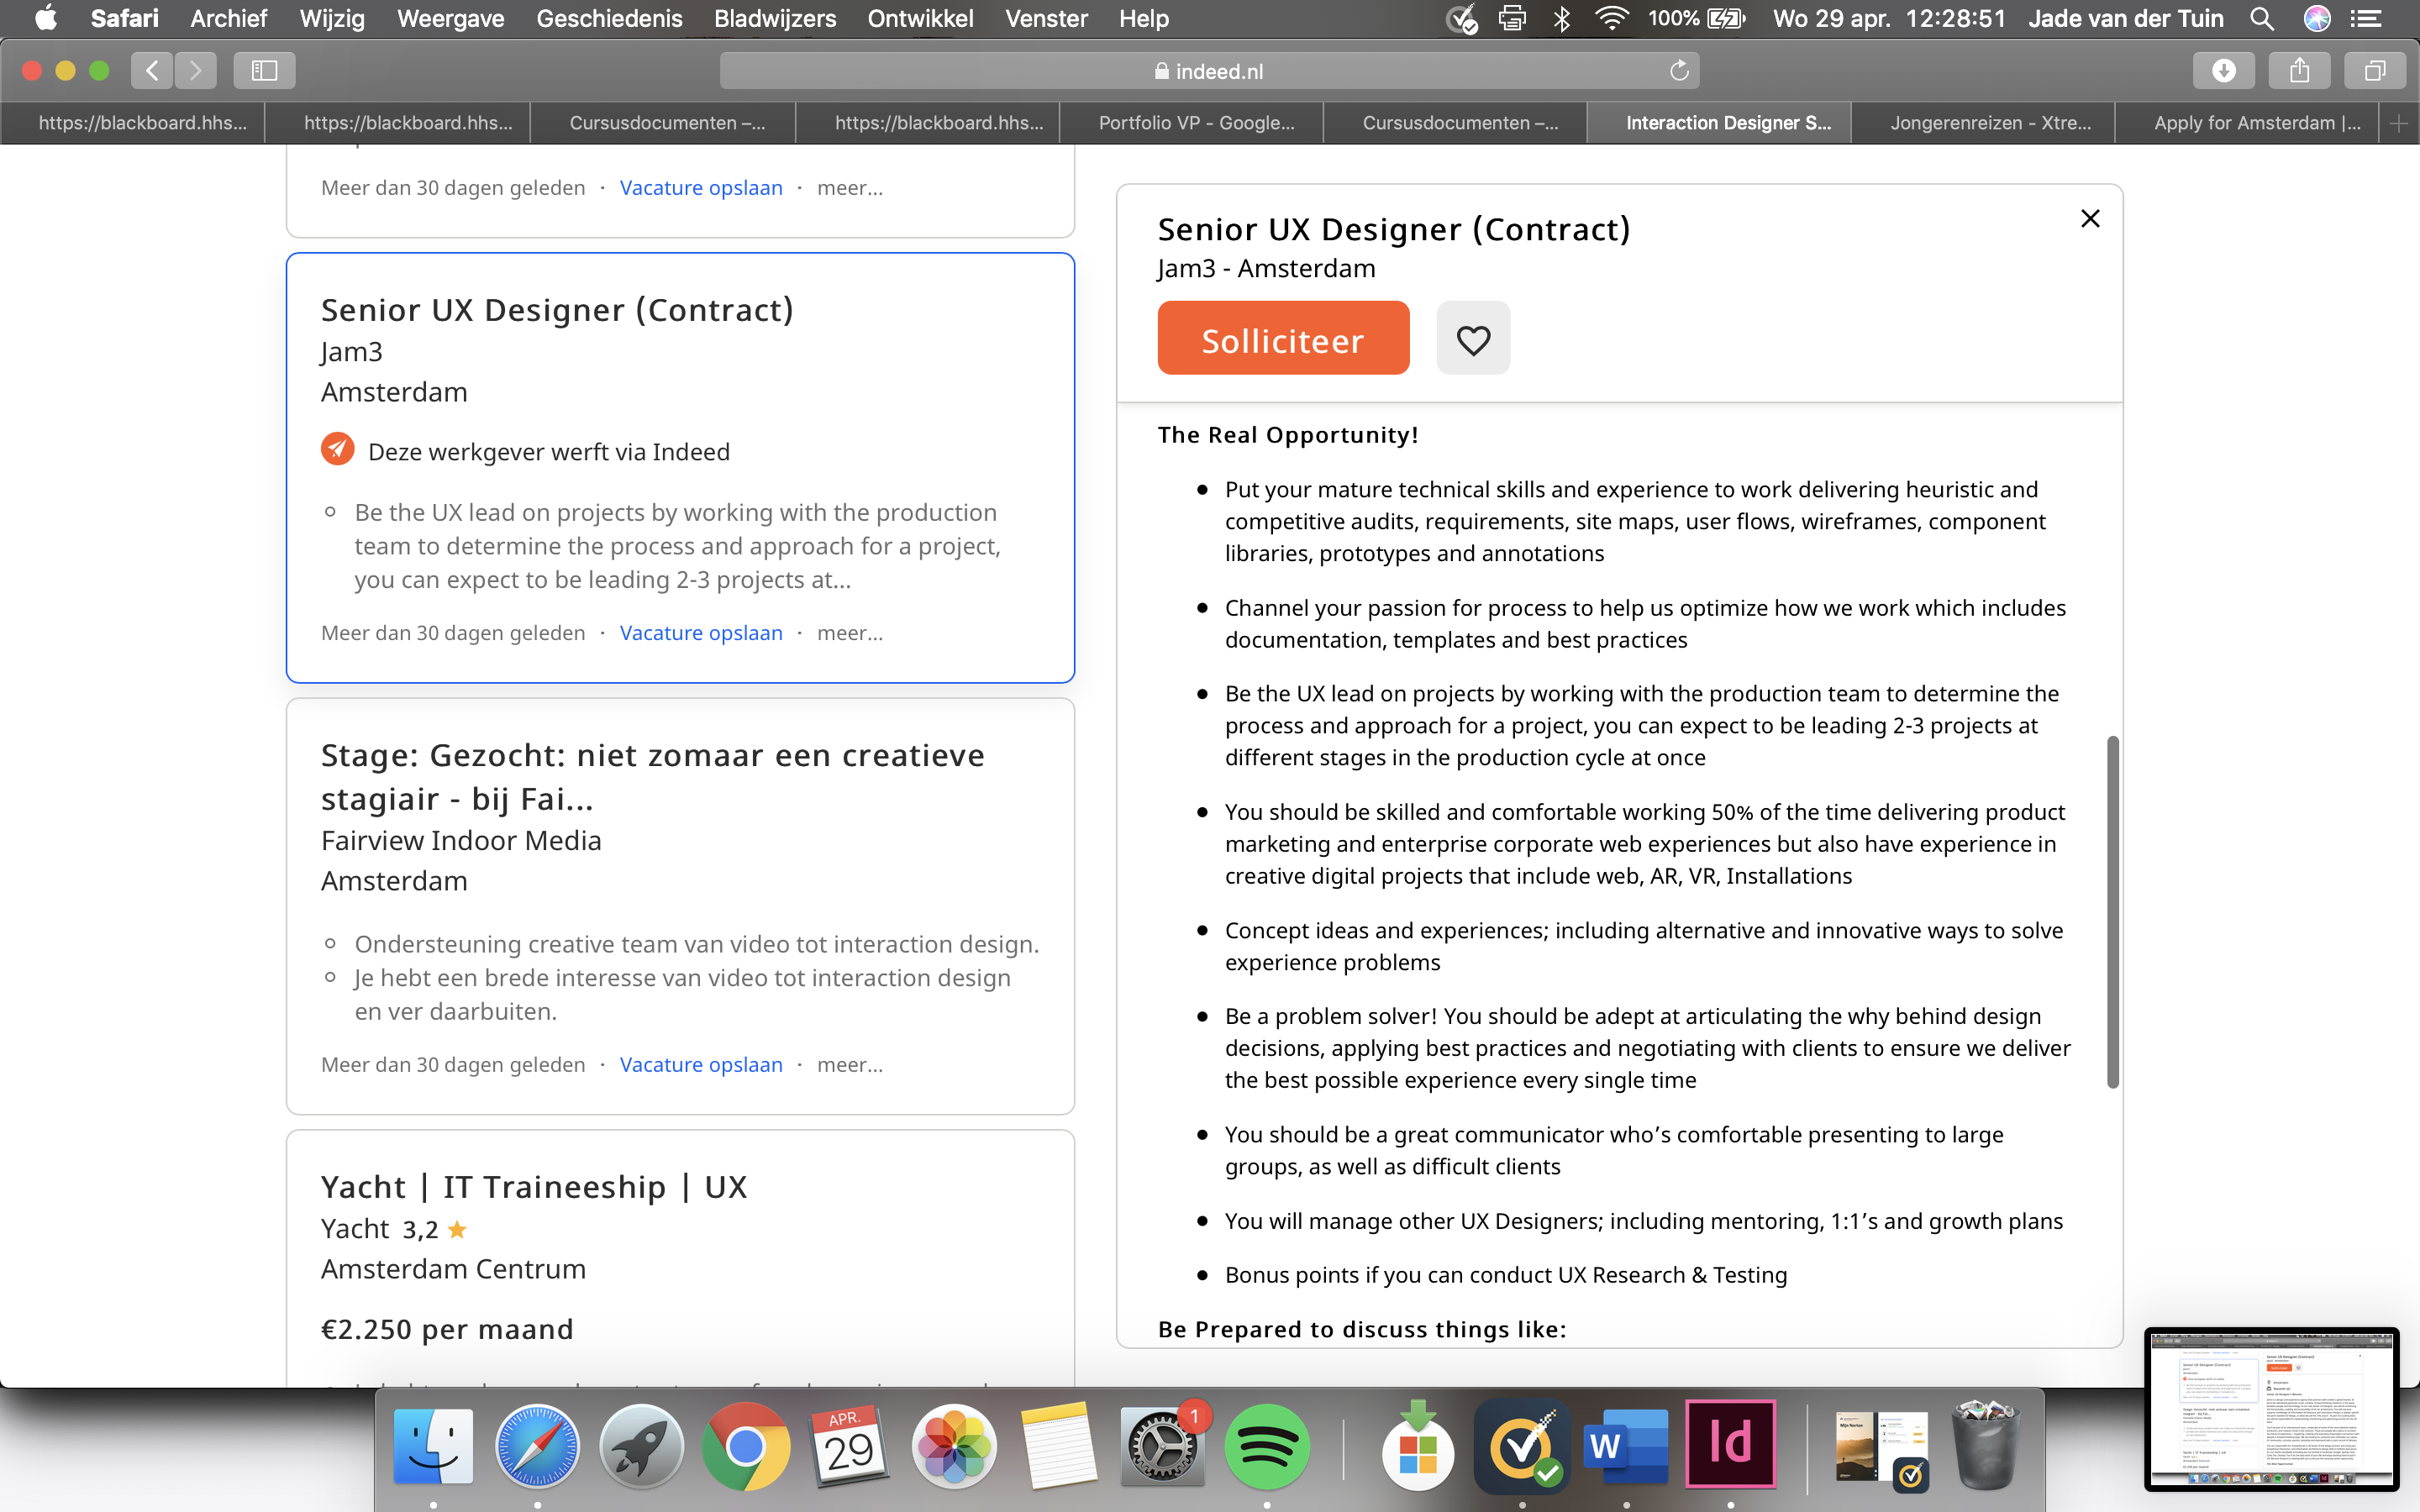 Safari Archief Wijzig Weergave Geschiedenis Bladwijzers Ontwikkel Venster Help 100% Wo 29 apr. 12:28:51 Jade van der Tuin
indeed.nl
https://blackboard.hhs... https://blackboard.hhs... Cursusdocumenten –... https://blackboard.hhs... Portfolio VP - Google... Cursusdocumenten –... Interaction Designer S... Jongerenreizen - Xtre... Apply for Amsterdam |...
Meer dan 30 dagen geleden · Vacature opslaan · meer...
Senior UX Designer (Contract)
Jam3
Amsterdam
Deze werkgever werft via Indeed
Be the UX lead on projects by working with the production
team to determine the process and approach for a project,
you can expect to be leading 2-3 projects at...
Meer dan 30 dagen geleden · Vacature opslaan · meer...
Stage: Gezocht: niet zomaar een creatieve
stagiair - bij Fai...
Fairview Indoor Media
Amsterdam
Ondersteuning creative team van video tot interaction design.
Je hebt een brede interesse van video tot interaction design
en ver daarbuiten.
Meer dan 30 dagen geleden · Vacature opslaan · meer...
Yacht | IT Traineeship | UX
Yacht 3,2
Amsterdam Centrum
€2.250 per maand
Senior UX Designer (Contract)
Jam3 - Amsterdam
Solliciteer
The Real Opportunity!
Put your mature technical skills and experience to work delivering heuristic and
competitive audits, requirements, site maps, user flows, wireframes, component
libraries, prototypes and annotations
Channel your passion for process to help us optimize how we work which includes
documentation, templates and best practices
Be the UX lead on projects by working with the production team to determine the
process and approach for a project, you can expect to be leading 2-3 projects at
different stages in the production cycle at once
You should be skilled and comfortable working 50% of the time delivering product
marketing and enterprise corporate web experiences but also have experience in
creative digital projects that include web, AR, VR, Installations
Concept ideas and experiences; including alternative and innovative ways to solve
experience problems
Be a problem solver! You should be adept at articulating the why behind design
decisions, applying best practices and negotiating with clients to ensure we deliver
the best possible experience every single time
You should be a great communicator who's comfortable presenting to large
groups, as well as difficult clients
You will manage other UX Designers; including mentoring, 1:1's and growth plans
Bonus points if you can conduct UX Research & Testing
Be Prepared to discuss things like:
APR.
29
1
W
Id